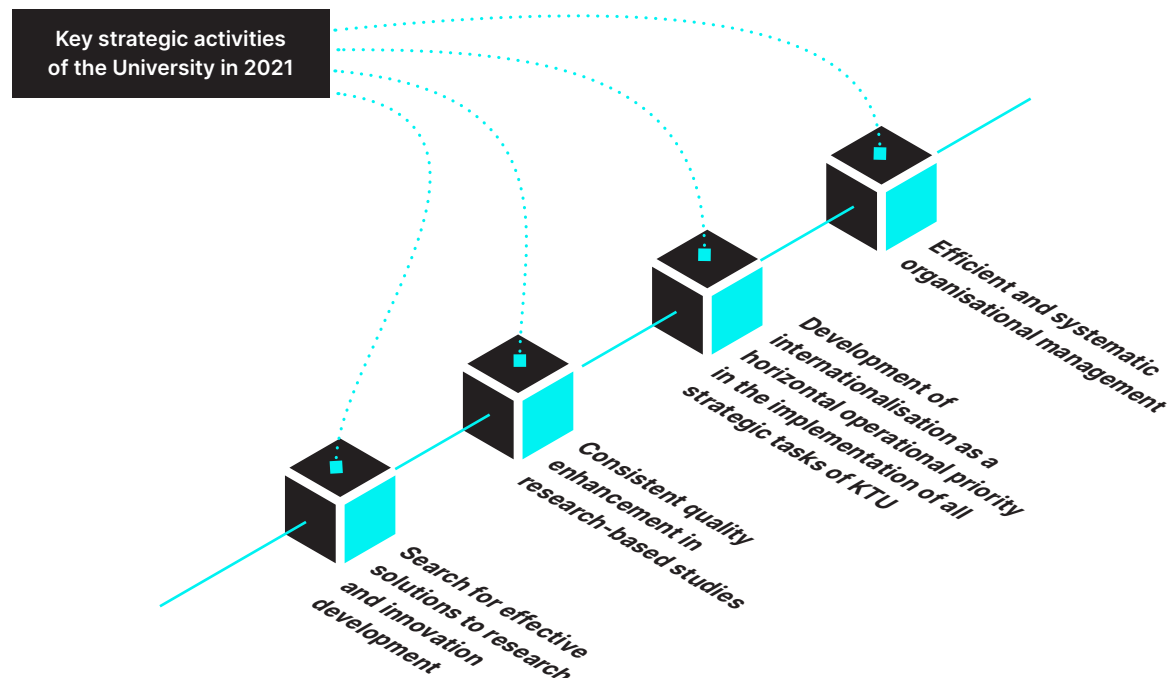 Key strategic activities
of the University in 2021
Efficient and systematic
organisational management
Development of
internationalisation as a
horizontal operational priority
in the implementation of all
strategic tasks of KTU
Consistent quality
enhancement in
research-based studies
Search for effective
solutions to research
and innovation
development